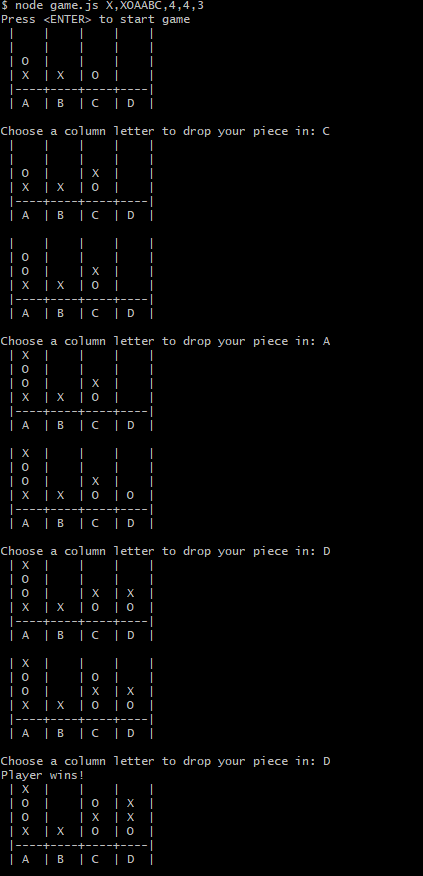 $ node game.js X,XOAABC,4,4,3
Press <ENTER> to start game
|    |    |    |    |
|    |    |    |    |
| O  |    |    |    |
| X  | X  | O  |    |
|----+----+----+----|
| A  | B  | C  | D  |
Choose a column letter to drop your piece in: C
|    |    |    |    |
|    |    |    |    |
| O  |    | X  |    |
| X  | X  | O  |    |
|----+----+----+----|
| A  | B  | C  | D  |
|    |    |    |    |
| O  |    |    |    |
| O  |    | X  |    |
| X  | X  | O  |    |
|----+----+----+----|
| A  | B  | C  | D  |
Choose a column letter to drop your piece in: A
| X  |    |    |    |
| O  |    |    |    |
| O  |    | X  |    |
| X  | X  | O  |    |
|----+----+----+----|
| A  | B  | C  | D  |
| X  |    |    |    |
| O  |    |    |    |
| O  |    | X  |    |
| X  | X  | O  | O  |
|----+----+----+----|
| A  | B  | C  | D  |
Choose a column letter to drop your piece in: D
| X  |    |    |    |
| O  |    |    |    |
| O  |    | X  | X  |
| X  | X  | O  | O  |
|----+----+----+----|
| A  | B  | C  | D  |
| X  |    |    |    |
| O  |    | O  |    |
| O  |    | X  | X  |
| X  | X  | O  | O  |
|----+----+----+----|
| A  | B  | C  | D  |
Choose a column letter to drop your piece in: D
Player wins!
| X  |    |    |    |
| O  |    | O  | X  |
| O  |    | X  | X  |
| X  | X  | O  | O  |
|----+----+----+----|
| A  | B  | C  | D  |